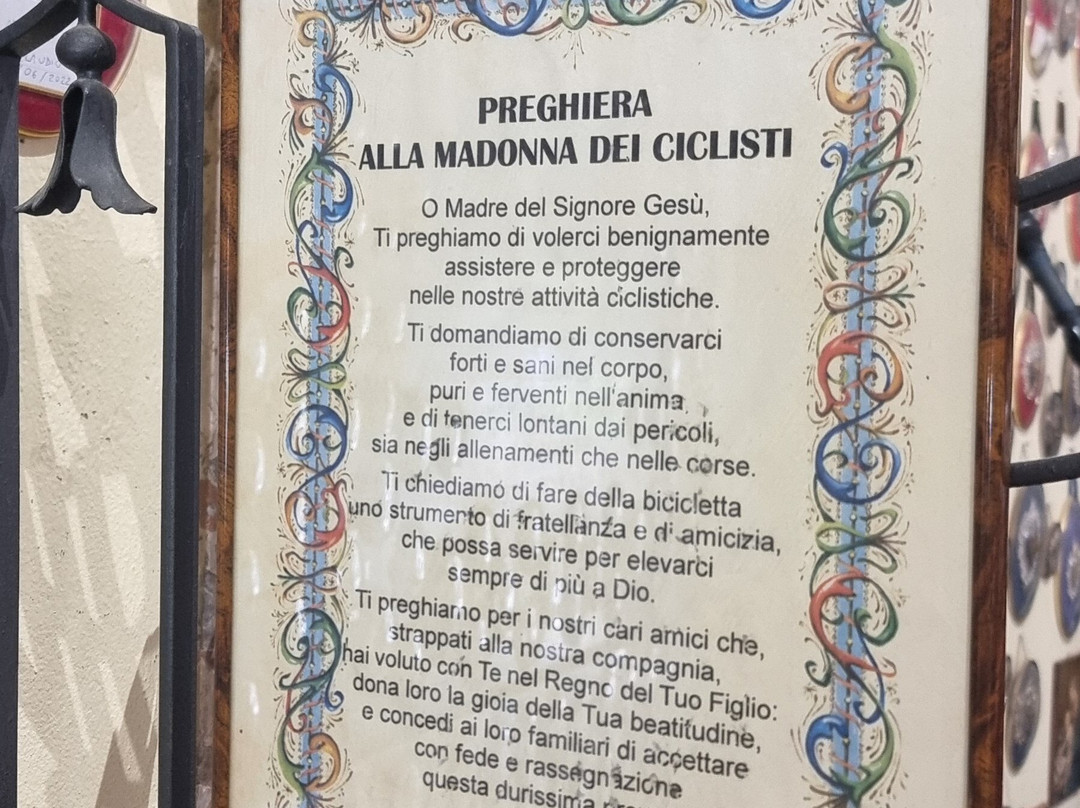 06/2022
PREGHIERA
ALLA MADONNA DEI CICLISTI
O Madre del Signore Gesù,
Ti preghiamo di volerci benignamente
assistere e proteggere
nelle nostre attività ciclistiche.
Ti domandiamo di conservarci
forti e sani nel corpo,
puri e ferventi nell'anima
e di tenerci lontani dai pericoli,
sia negli allenamenti che nelle corse.
Ti chiediamo di fare della bicicletta
uno strumento di fratellanza e d' amicizia,
che possa servire per elevarci
sempre di più a Dio.
Ti preghiamo per i nostri cari amici che,
strappati alla nostra compagnia,
hai voluto con Te nel Regno del Tuo Figlio:
dona loro la gioia della Tua beatitudine,
e concedi ai loro familiari di accettare
con fede e rassegnazione
questa durissima